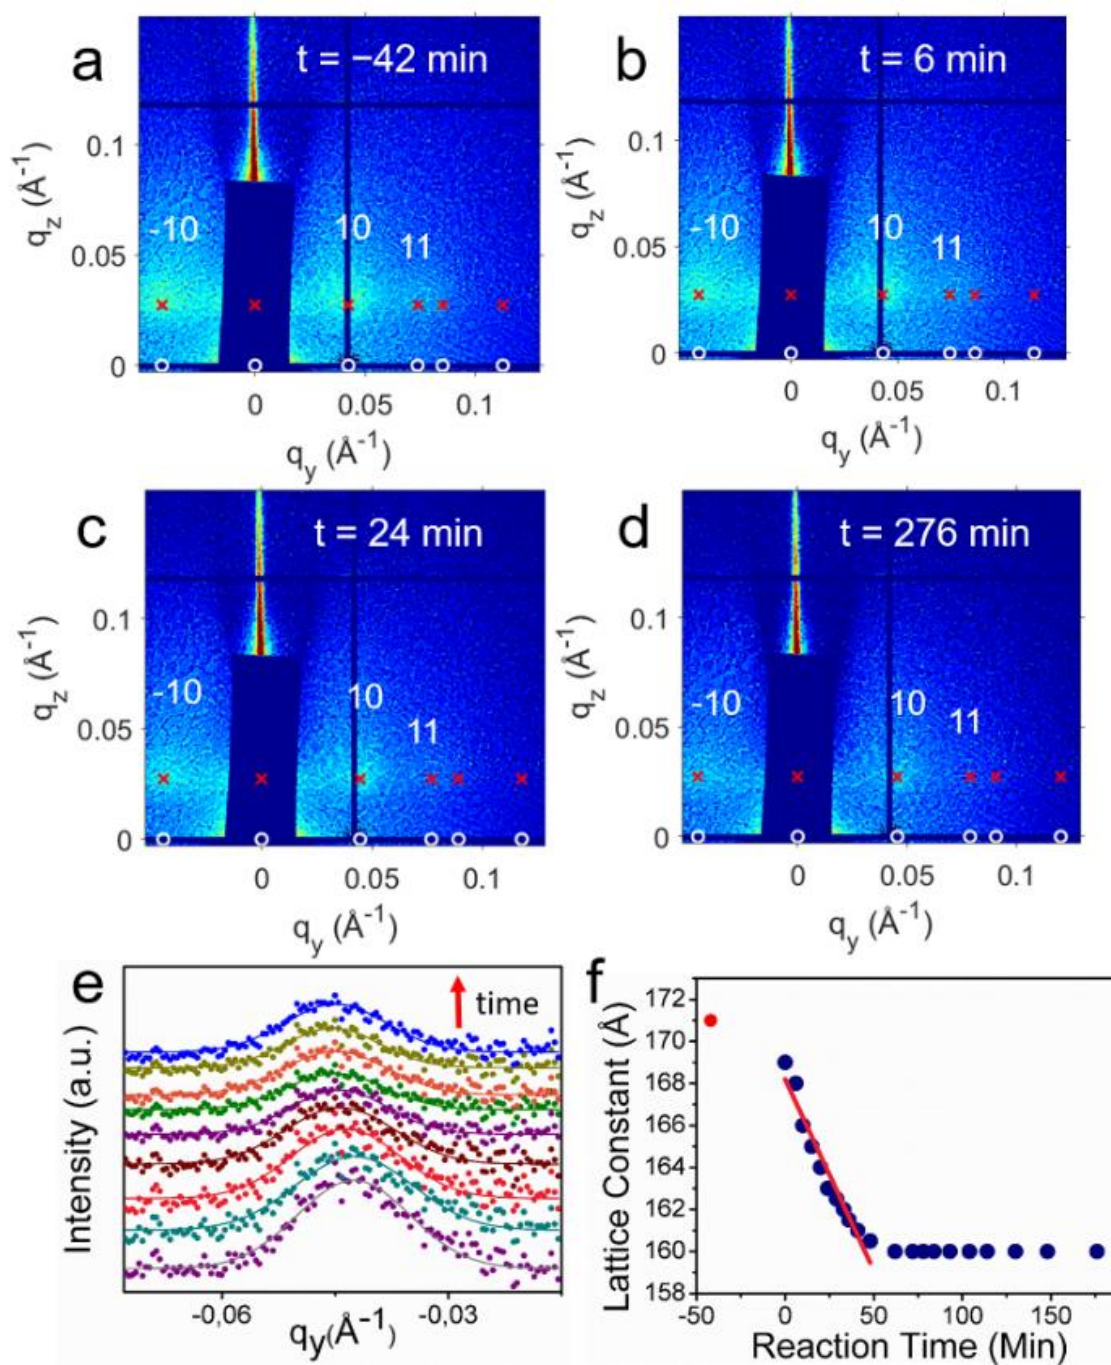 a
t = −42 min
q_z (Å^-1)
0.1
0.05
0
-10
10
11
0
0.05
0.1
q_y (Å^-1)
b
t = 6 min
q_z (Å^-1)
0.1
0.05
0
-10
10
11
0
0.05
0.1
q_y (Å^-1)
c
t = 24 min
q_z (Å^-1)
0.1
0.05
0
-10
10
11
0
0.05
0.1
q_y (Å^-1)
d
t = 276 min
q_z (Å^-1)
0.1
0.05
0
-10
10
11
0
0.05
0.1
q_y (Å^-1)
e
time
Intensity (a.u.)
-0,06
-0,03
q_y(Å^-1)
f
Lattice Constant (Å)
172
170
168
166
164
162
160
158
-50
0
50
100
150
Reaction Time (Min)